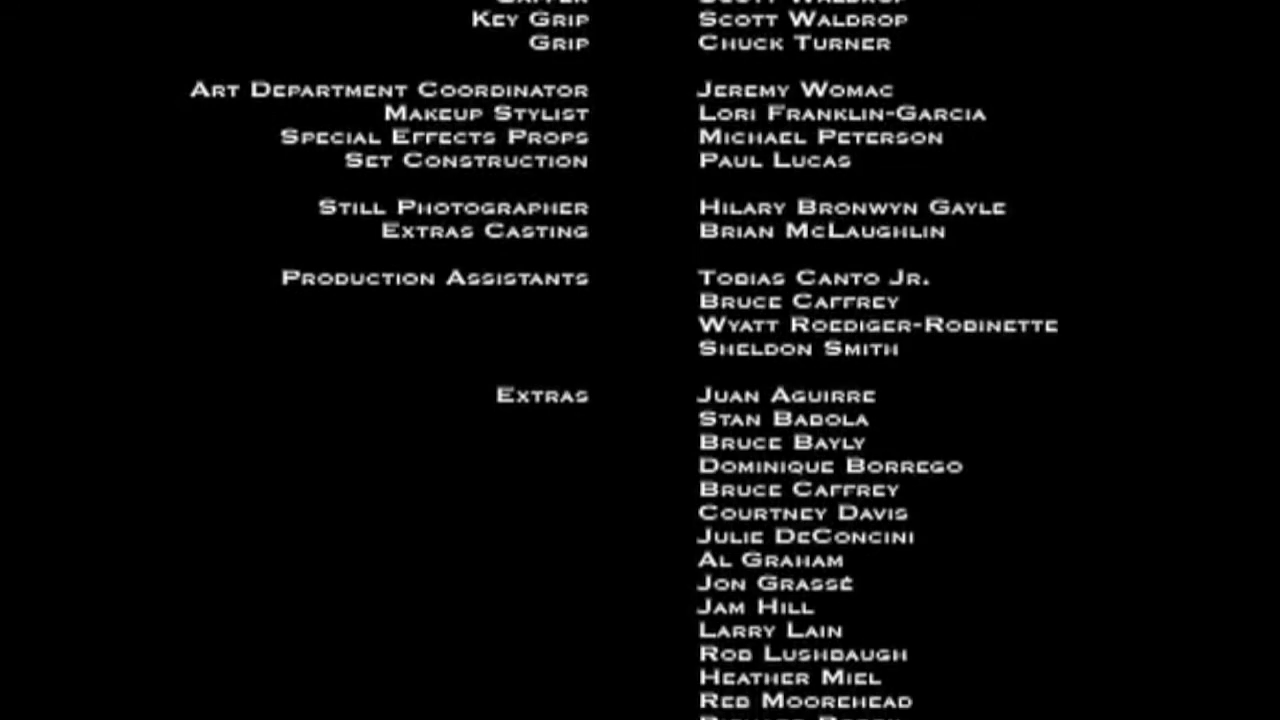 Key Grip Scott Waldrop
Grip Chuck Turner
Art Department Coordinator Jeremy Womac
Makeup Stylist Lori Franklin-Garcia
Special Effects Props Michael Peterson
Set Construction Paul Lucas
Still Photographer Hilary Bronwyn Gayle
Extras Casting Brian McLaughlin
Production Assistants Tobias Canto Jr.
Bruce Caffrey
Wyatt Roediger-Robinette
Sheldon Smith
Extras Juan Aguirre
Stan Babola
Bruce Bayly
Dominique Borrego
Bruce Caffrey
Courtney Davis
Julie DeConcini
Al Graham
Jon Grassé
Jam Hill
Larry Lain
Rob Lushbaugh
Heather Miel
Red Moorehead